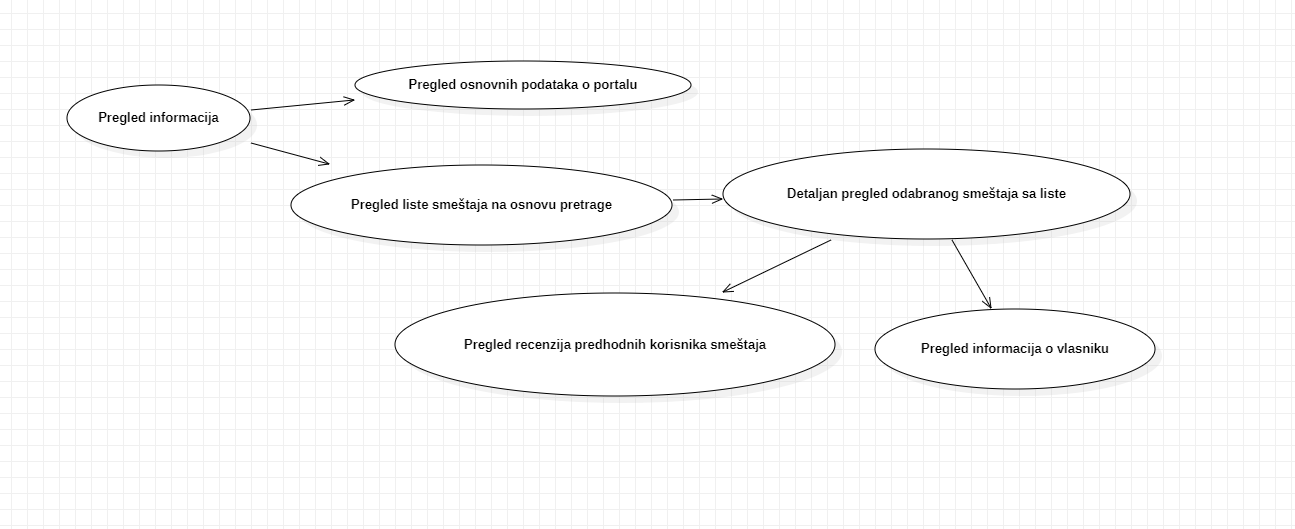 Pregled osnovnih podataka o portalu
Pregled informacija
Pregled liste smeštaja na osnovu pretrage
Detaljan pregled odabranog smeštaja sa liste
Pregled recenzija predhodnih korisnika smeštaja
Pregled informacija o vlasniku